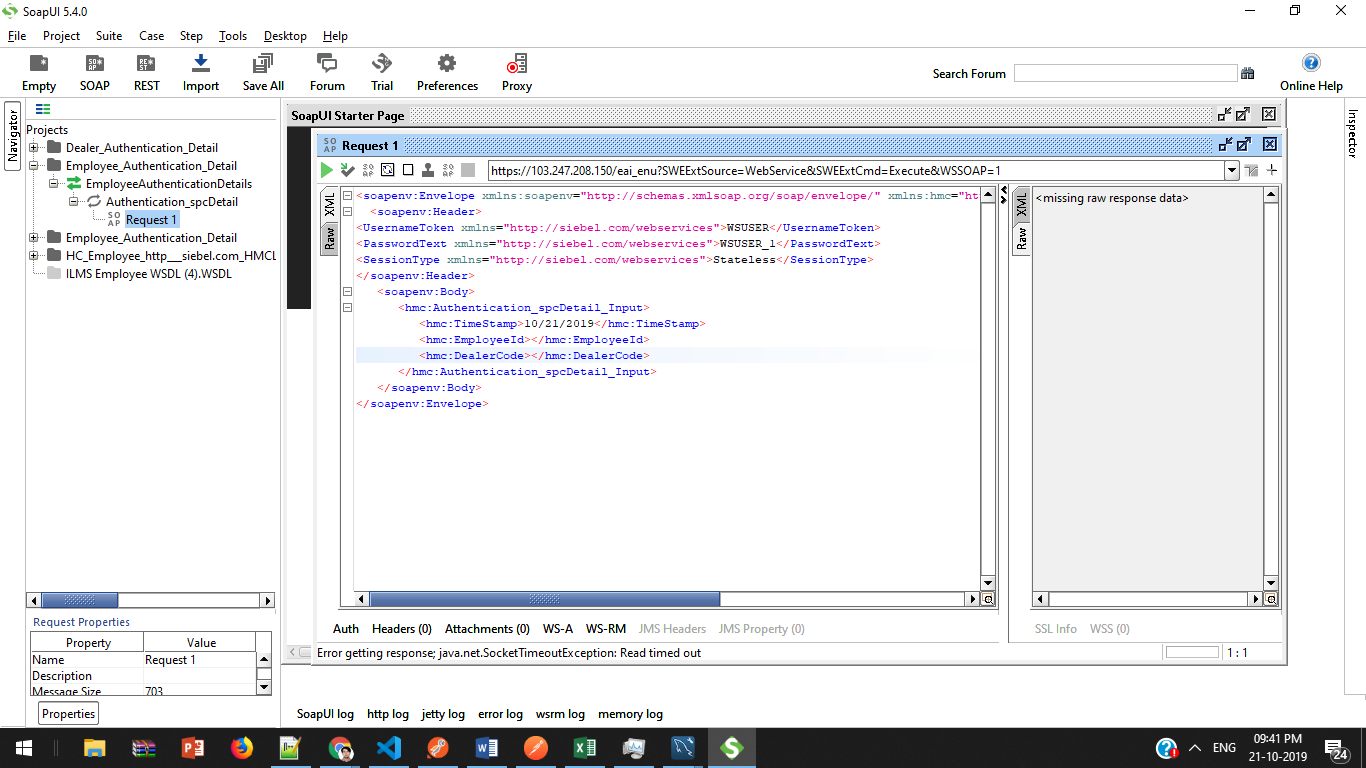 SoapUI 5.4.0
File Project Suite Case Step Tools Desktop Help
Empty SOAP REST Import Save All Forum Trial Preferences Proxy
Search Forum
Online Help
Navigator
Projects
Dealer_Authentication_Detail
Employee_Authentication_Detail
EmployeeAuthenticationDetails
Authentication_spcDetail
Request 1
Employee_Authentication_Detail
HC_Employee_http___siebel.com_HMCL
ILMS Employee WSDL (4).WSDL
Request Properties
Property Value
Name Request 1
Description
Message Size 703
Properties
SoapUI Starter Page
Request 1
https://103.247.208.150/eai_enu?SWEExtSource=WebService&SWEExtCmd=Execute&WSSOAP=1
XML
Raw
<soapenv:Envelope xmlns:soapenv="http://schemas.xmlsoap.org/soap/envelope/" xmlns:hmc="ht
<soapenv:Header>
<UsernameToken xmlns="http://siebel.com/webservices">WSUSER</UsernameToken>
<PasswordText xmlns="http://siebel.com/webservices">WSUSER_1</PasswordText>
<SessionType xmlns="http://siebel.com/webservices">Stateless</SessionType>
</soapenv:Header>
<soapenv:Body>
<hmc:Authentication_spcDetail_Input>
<hmc:TimeStamp>10/21/2019</hmc:TimeStamp>
<hmc:EmployeeId></hmc:EmployeeId>
<hmc:DealerCode></hmc:DealerCode>
</hmc:Authentication_spcDetail_Input>
</soapenv:Body>
</soapenv:Envelope>
XML
Raw
<missing raw response data>
Inspector
Auth Headers (0) Attachments (0) WS-A WS-RM JMS Headers JMS Property (0)
SSL Info WSS (0)
Error getting response; java.net.SocketTimeoutException: Read timed out
1 : 1
SoapUI log http log jetty log error log wsrm log memory log
ENG
09:41 PM
21-10-2019
24